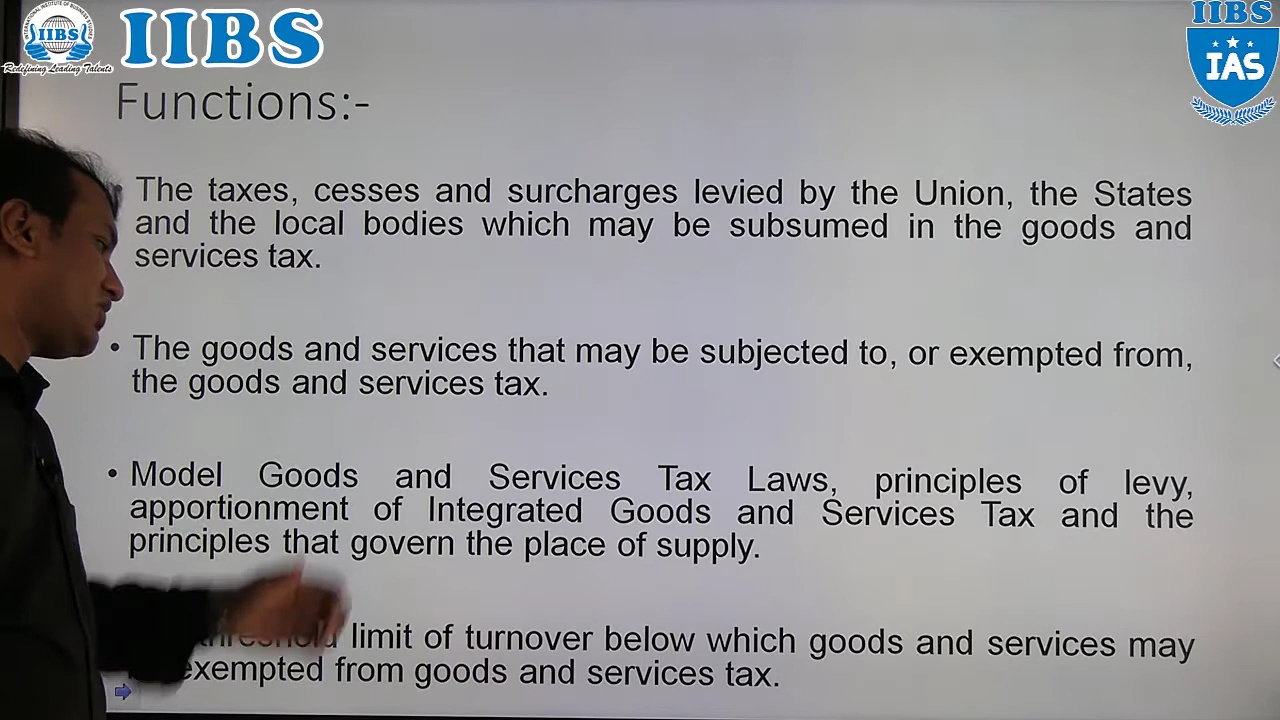 IIBS
IIBS
Redefining Leading Talents
IIBS
IAS
Functions:-
• The taxes, cesses and surcharges levied by the Union, the States
and the local bodies which may be subsumed in the goods and
services tax.
• The goods and services that may be subjected to, or exempted from,
the goods and services tax.
• Model Goods and Services Tax Laws, principles of levy,
apportionment of Integrated Goods and Services Tax and the
principles that govern the place of supply.
threshold limit of turnover below which goods and services may
exempted from goods and services tax.